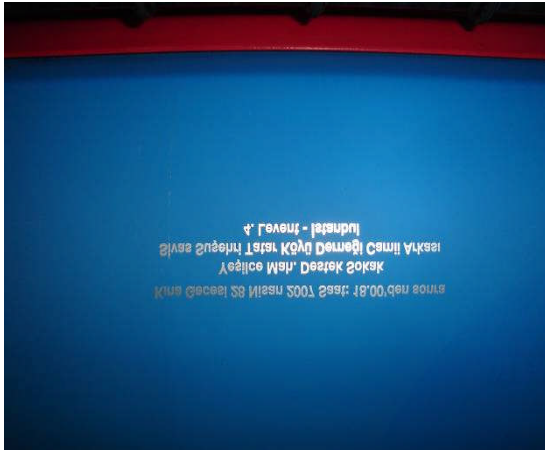 Kına Gecesi 28 Nisan 2007 Saat: 18.00'den sonra
Yeşilce Mah. Destek Sokak
Sivas Suşehri Tatar Köyü Derneği Camii Arkası
4. Levent - İstanbul